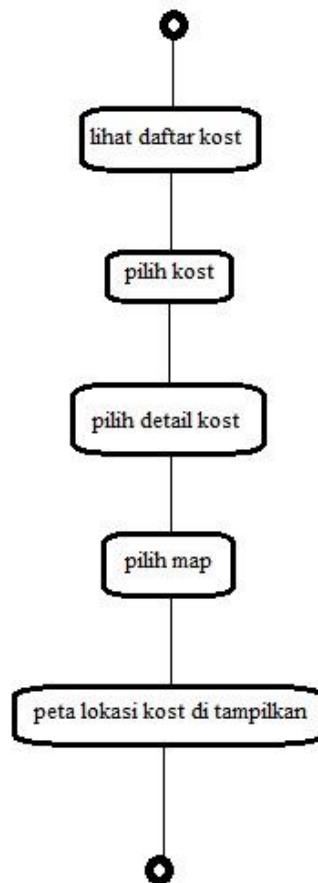 lihat daftar kost
pilih kost
pilih detail kost
pilih map
peta lokasi kost di tampilkan